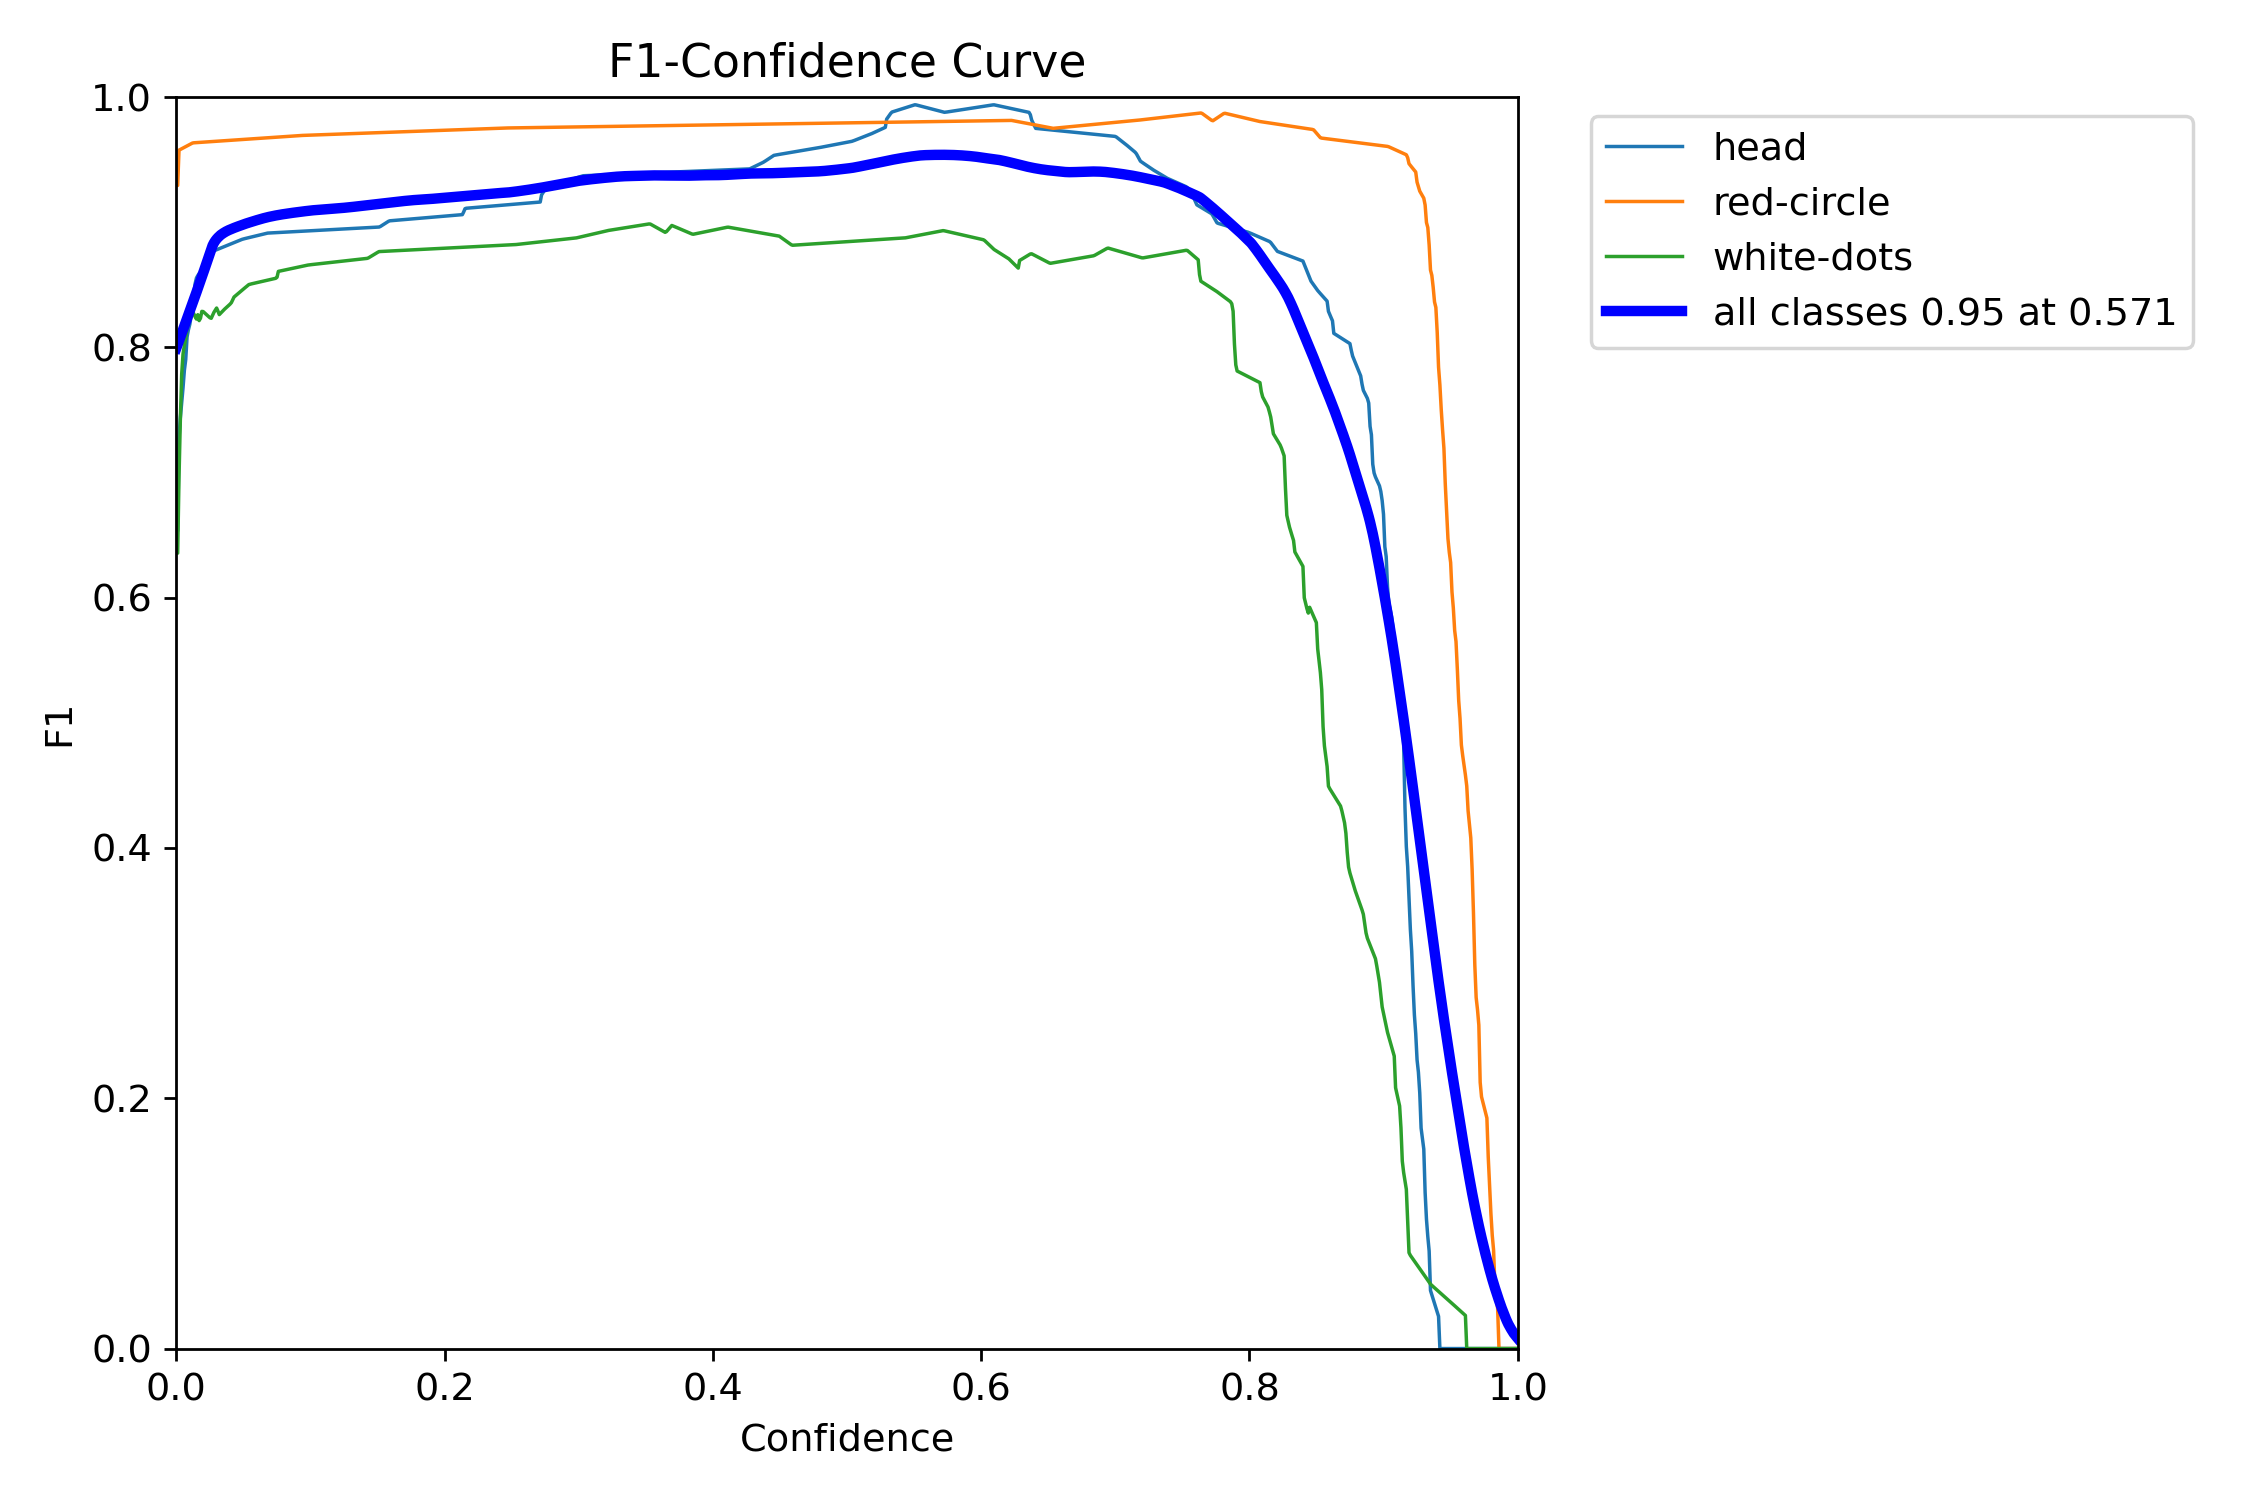 F1-Confidence Curve
1.0
0.8
0.6
0.4
0.2
0.0
F1
0.0 0.2 0.4 0.6 0.8 1.0
Confidence
head
red-circle
white-dots
all classes 0.95 at 0.571